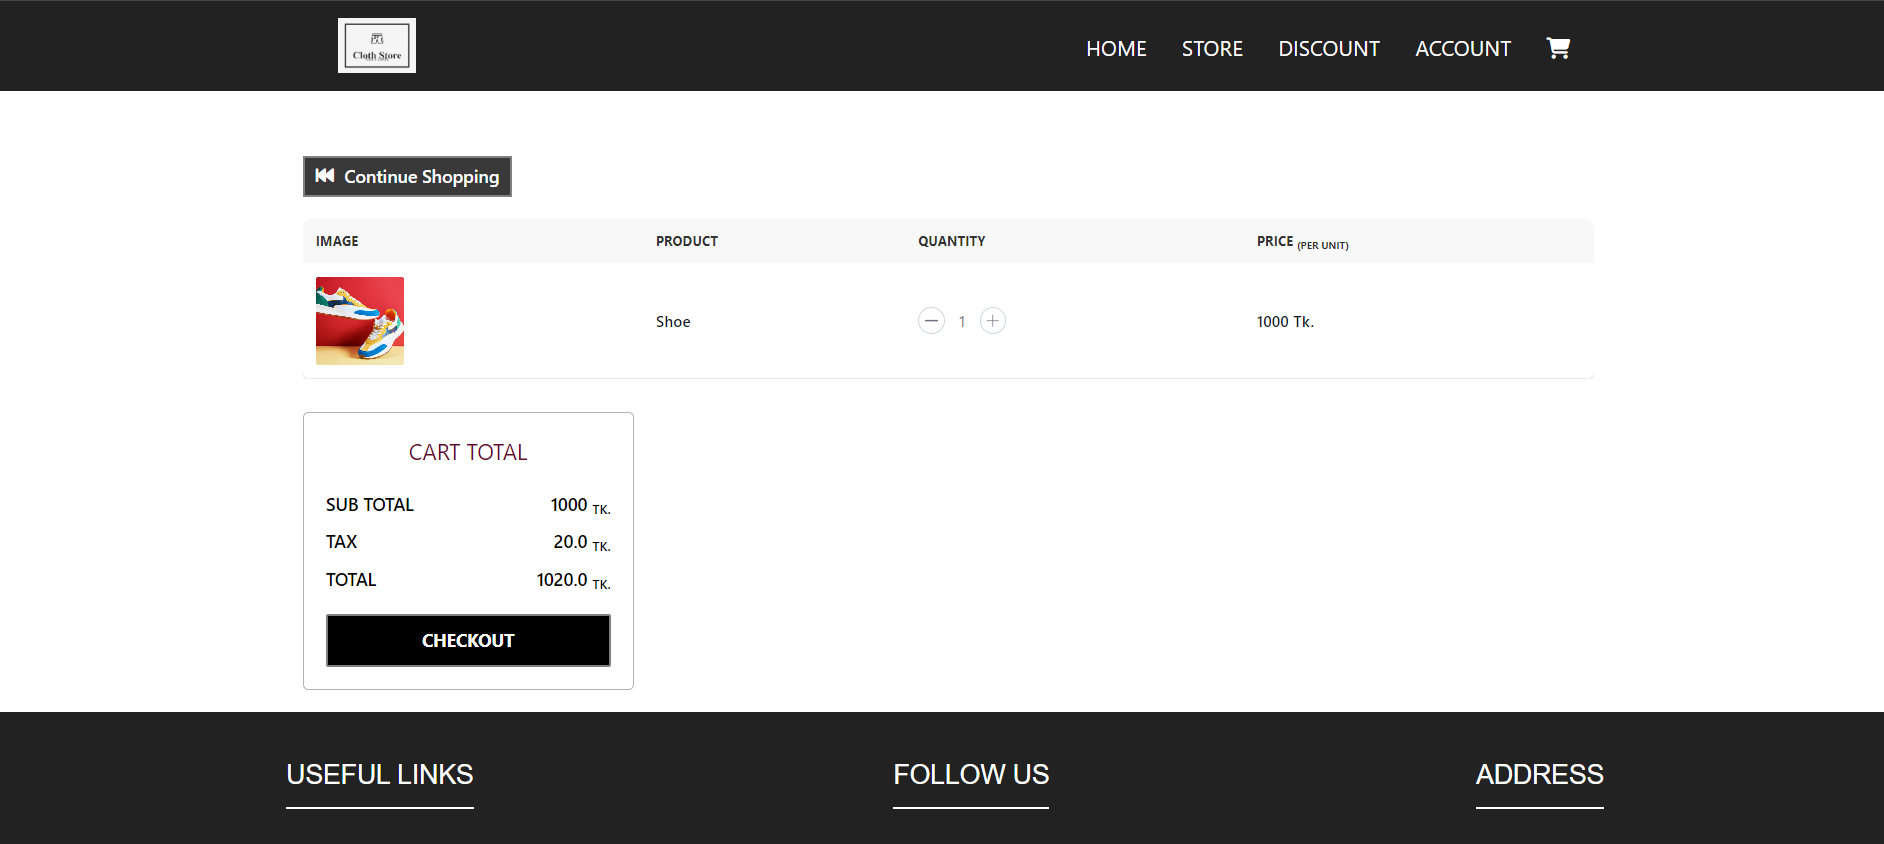 Cloth Store
HOME STORE DISCOUNT ACCOUNT
Continue Shopping
IMAGE PRODUCT QUANTITY PRICE (PER UNIT)
Shoe 1 1000 Tk.
CART TOTAL
SUB TOTAL 1000 TK.
TAX 20.0 TK.
TOTAL 1020.0 TK.
CHECKOUT
USEFUL LINKS FOLLOW US ADDRESS